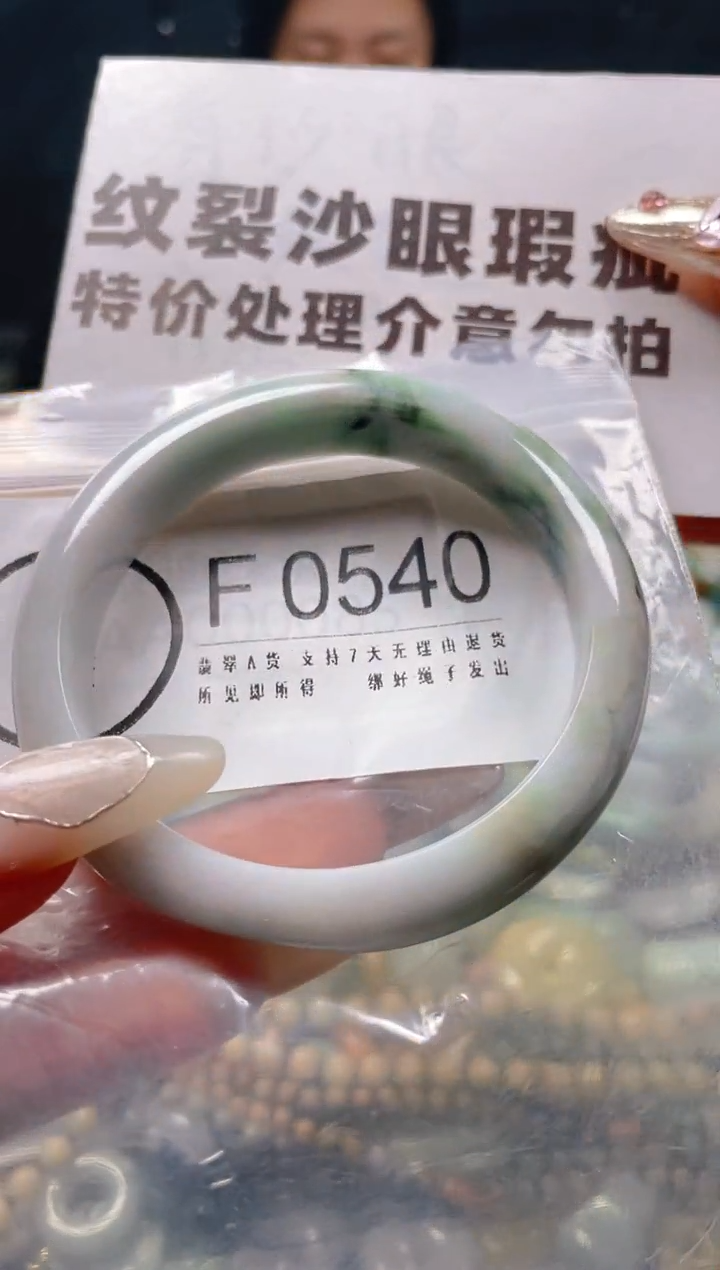 纹裂沙眼瑕疵
特价处理介意勿拍
F 0540
翡翠A货 支持7天无理由退货
所见即所得 绑好绳子发出